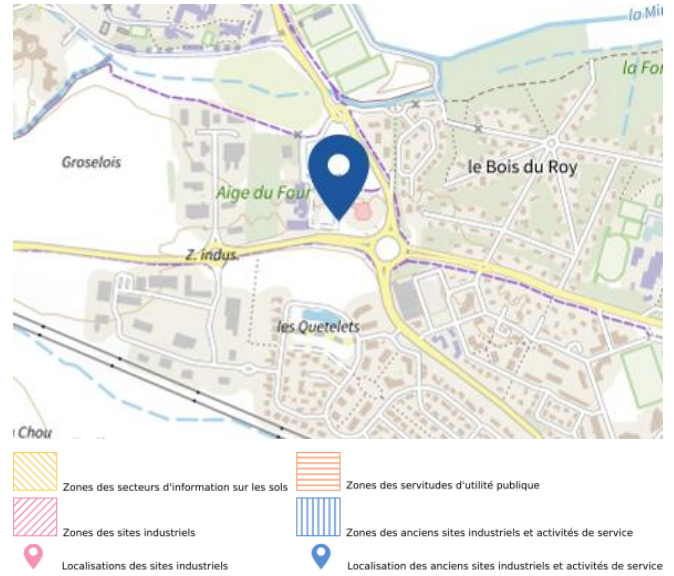 la Mi
la For
Groselois
le Bois du Roy
Aige du Four
Z. indus.
les Quetelets
Chou
Zones des secteurs d'information sur les sols
Zones des servitudes d'utilité publique
Zones des sites industriels
Zones des anciens sites industriels et activités de service
Localisations des sites industriels
Localisation des anciens sites industriels et activités de service